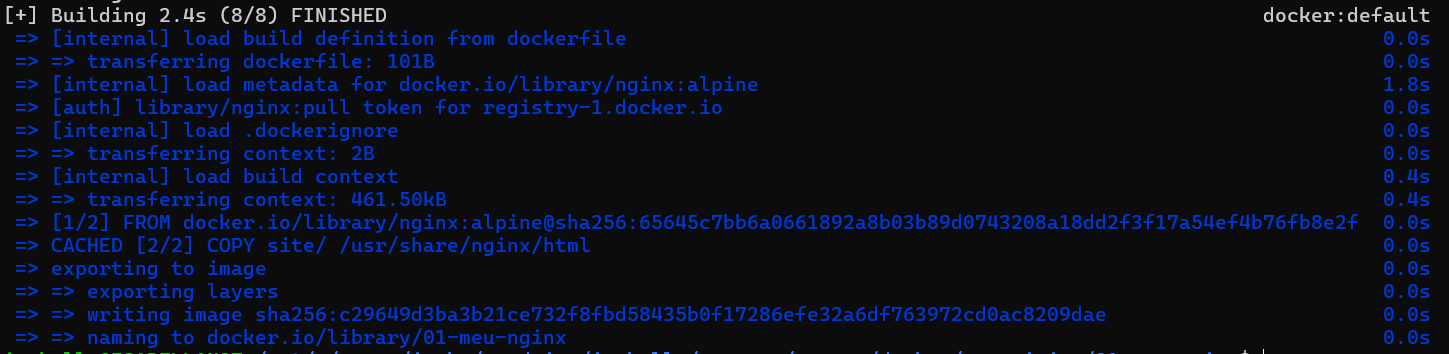 [+] Building 2.4s (8/8) FINISHED docker:default
=> [internal] load build definition from dockerfile 0.0s
=> => transferring dockerfile: 101B 0.0s
=> [internal] load metadata for docker.io/library/nginx:alpine 1.8s
=> [auth] library/nginx:pull token for registry-1.docker.io 0.0s
=> [internal] load .dockerignore 0.0s
=> => transferring context: 2B 0.0s
=> [internal] load build context 0.4s
=> => transferring context: 461.50kB 0.4s
=> [1/2] FROM docker.io/library/nginx:alpine@sha256:65645c7bb6a0661892a8b03b89d0743208a18dd2f3f17a54ef4b76fb8e2f 0.0s
=> CACHED [2/2] COPY site/ /usr/share/nginx/html 0.0s
=> exporting to image 0.0s
=> => exporting layers 0.0s
=> => writing image sha256:c29649d3ba3b21ce732f8fbd58435b0f17286efe32a6df763972cd0ac8209dae 0.0s
=> => naming to docker.io/library/01-meu-nginx 0.0s